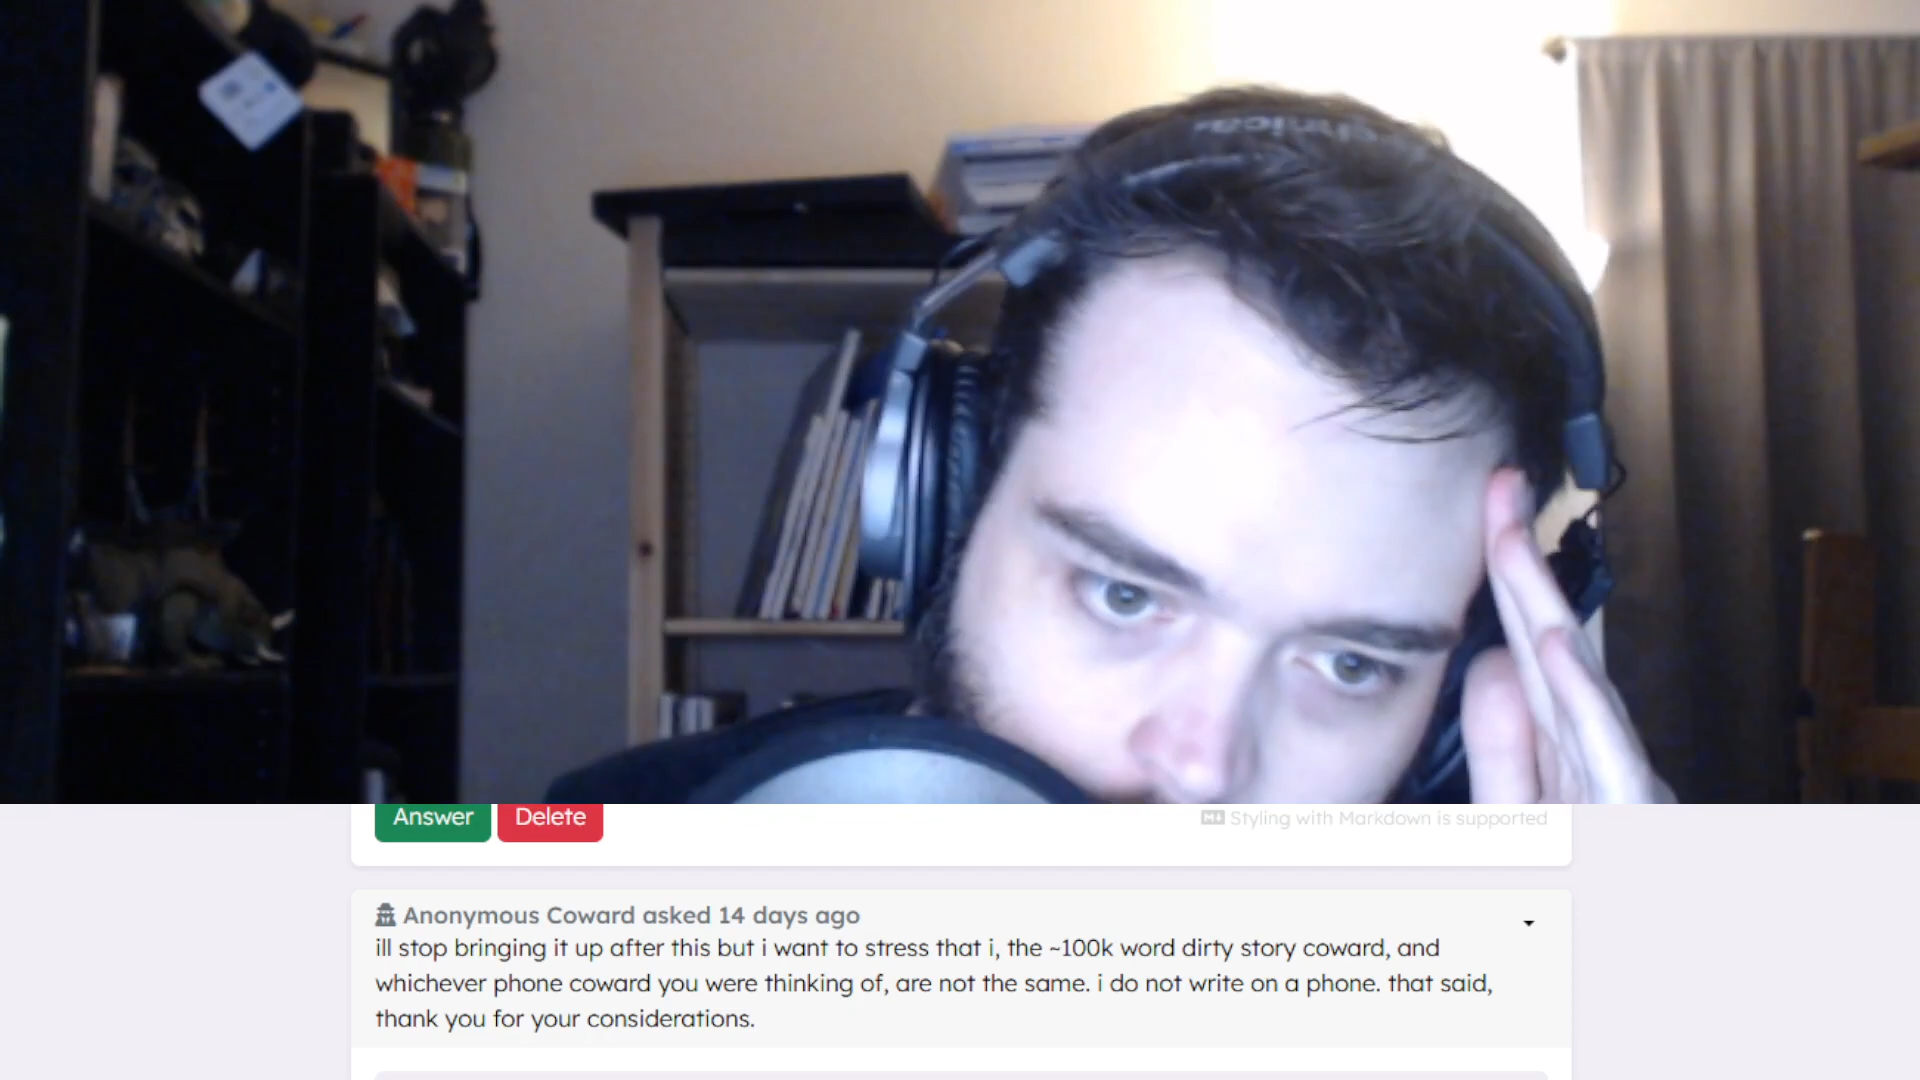 Answer Delete Styling with Markdown is supported
Anonymous Coward asked 14 days ago
ill stop bringing it up after this but i want to stress that i, the ~100k word dirty story coward, and
whichever phone coward you were thinking of, are not the same. i do not write on a phone. that said,
thank you for your considerations.